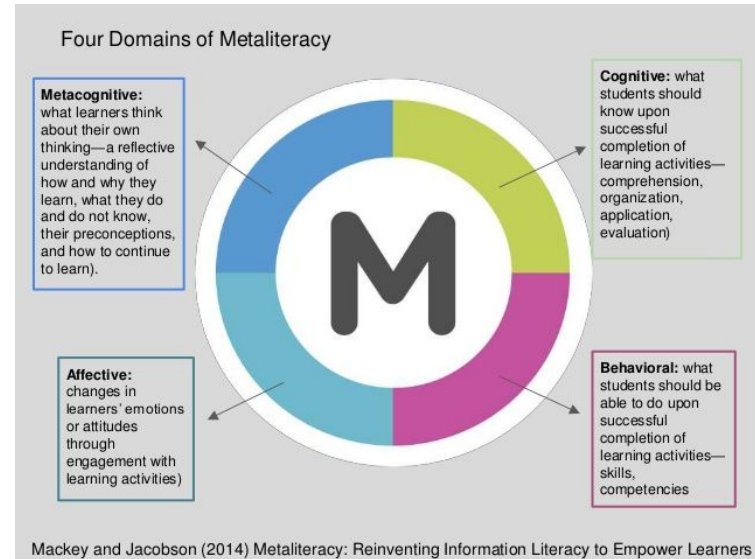 Four Domains of Metaliteracy
Metacognitive:
what learners think
about their own
thinking—a reflective
understanding of
how and why they
learn, what they do
and do not know,
their preconceptions,
and how to continue
to learn).
Cognitive: what
students should
know upon
successful
completion of
learning activities—
comprehension,
organization,
application,
evaluation)
M
Affective:
changes in
learners' emotions
or attitudes
through
engagement with
learning activities)
Behavioral: what
students should be
able to do upon
successful
completion of
learning activities—
skills,
competencies
Mackey and Jacobson (2014) Metaliteracy: Reinventing Information Literacy to Empower Learners